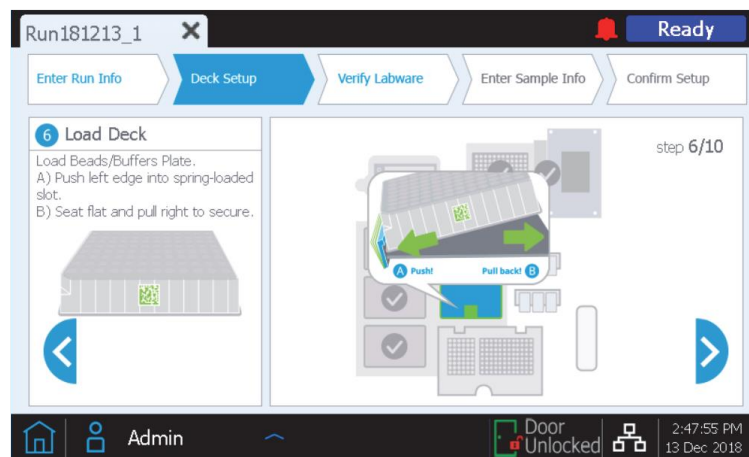 Run181213_1
Ready
Enter Run Info
Deck Setup
Verify Labware
Enter Sample Info
Confirm Setup
6 Load Deck
Load Beads/Buffers Plate.
A) Push left edge into spring-loaded
slot.
B) Seat flat and pull right to secure.
step 6/10
A Push!
Pull back! B
Admin
Door
Unlocked
2:47:55 PM
13 Dec 2018